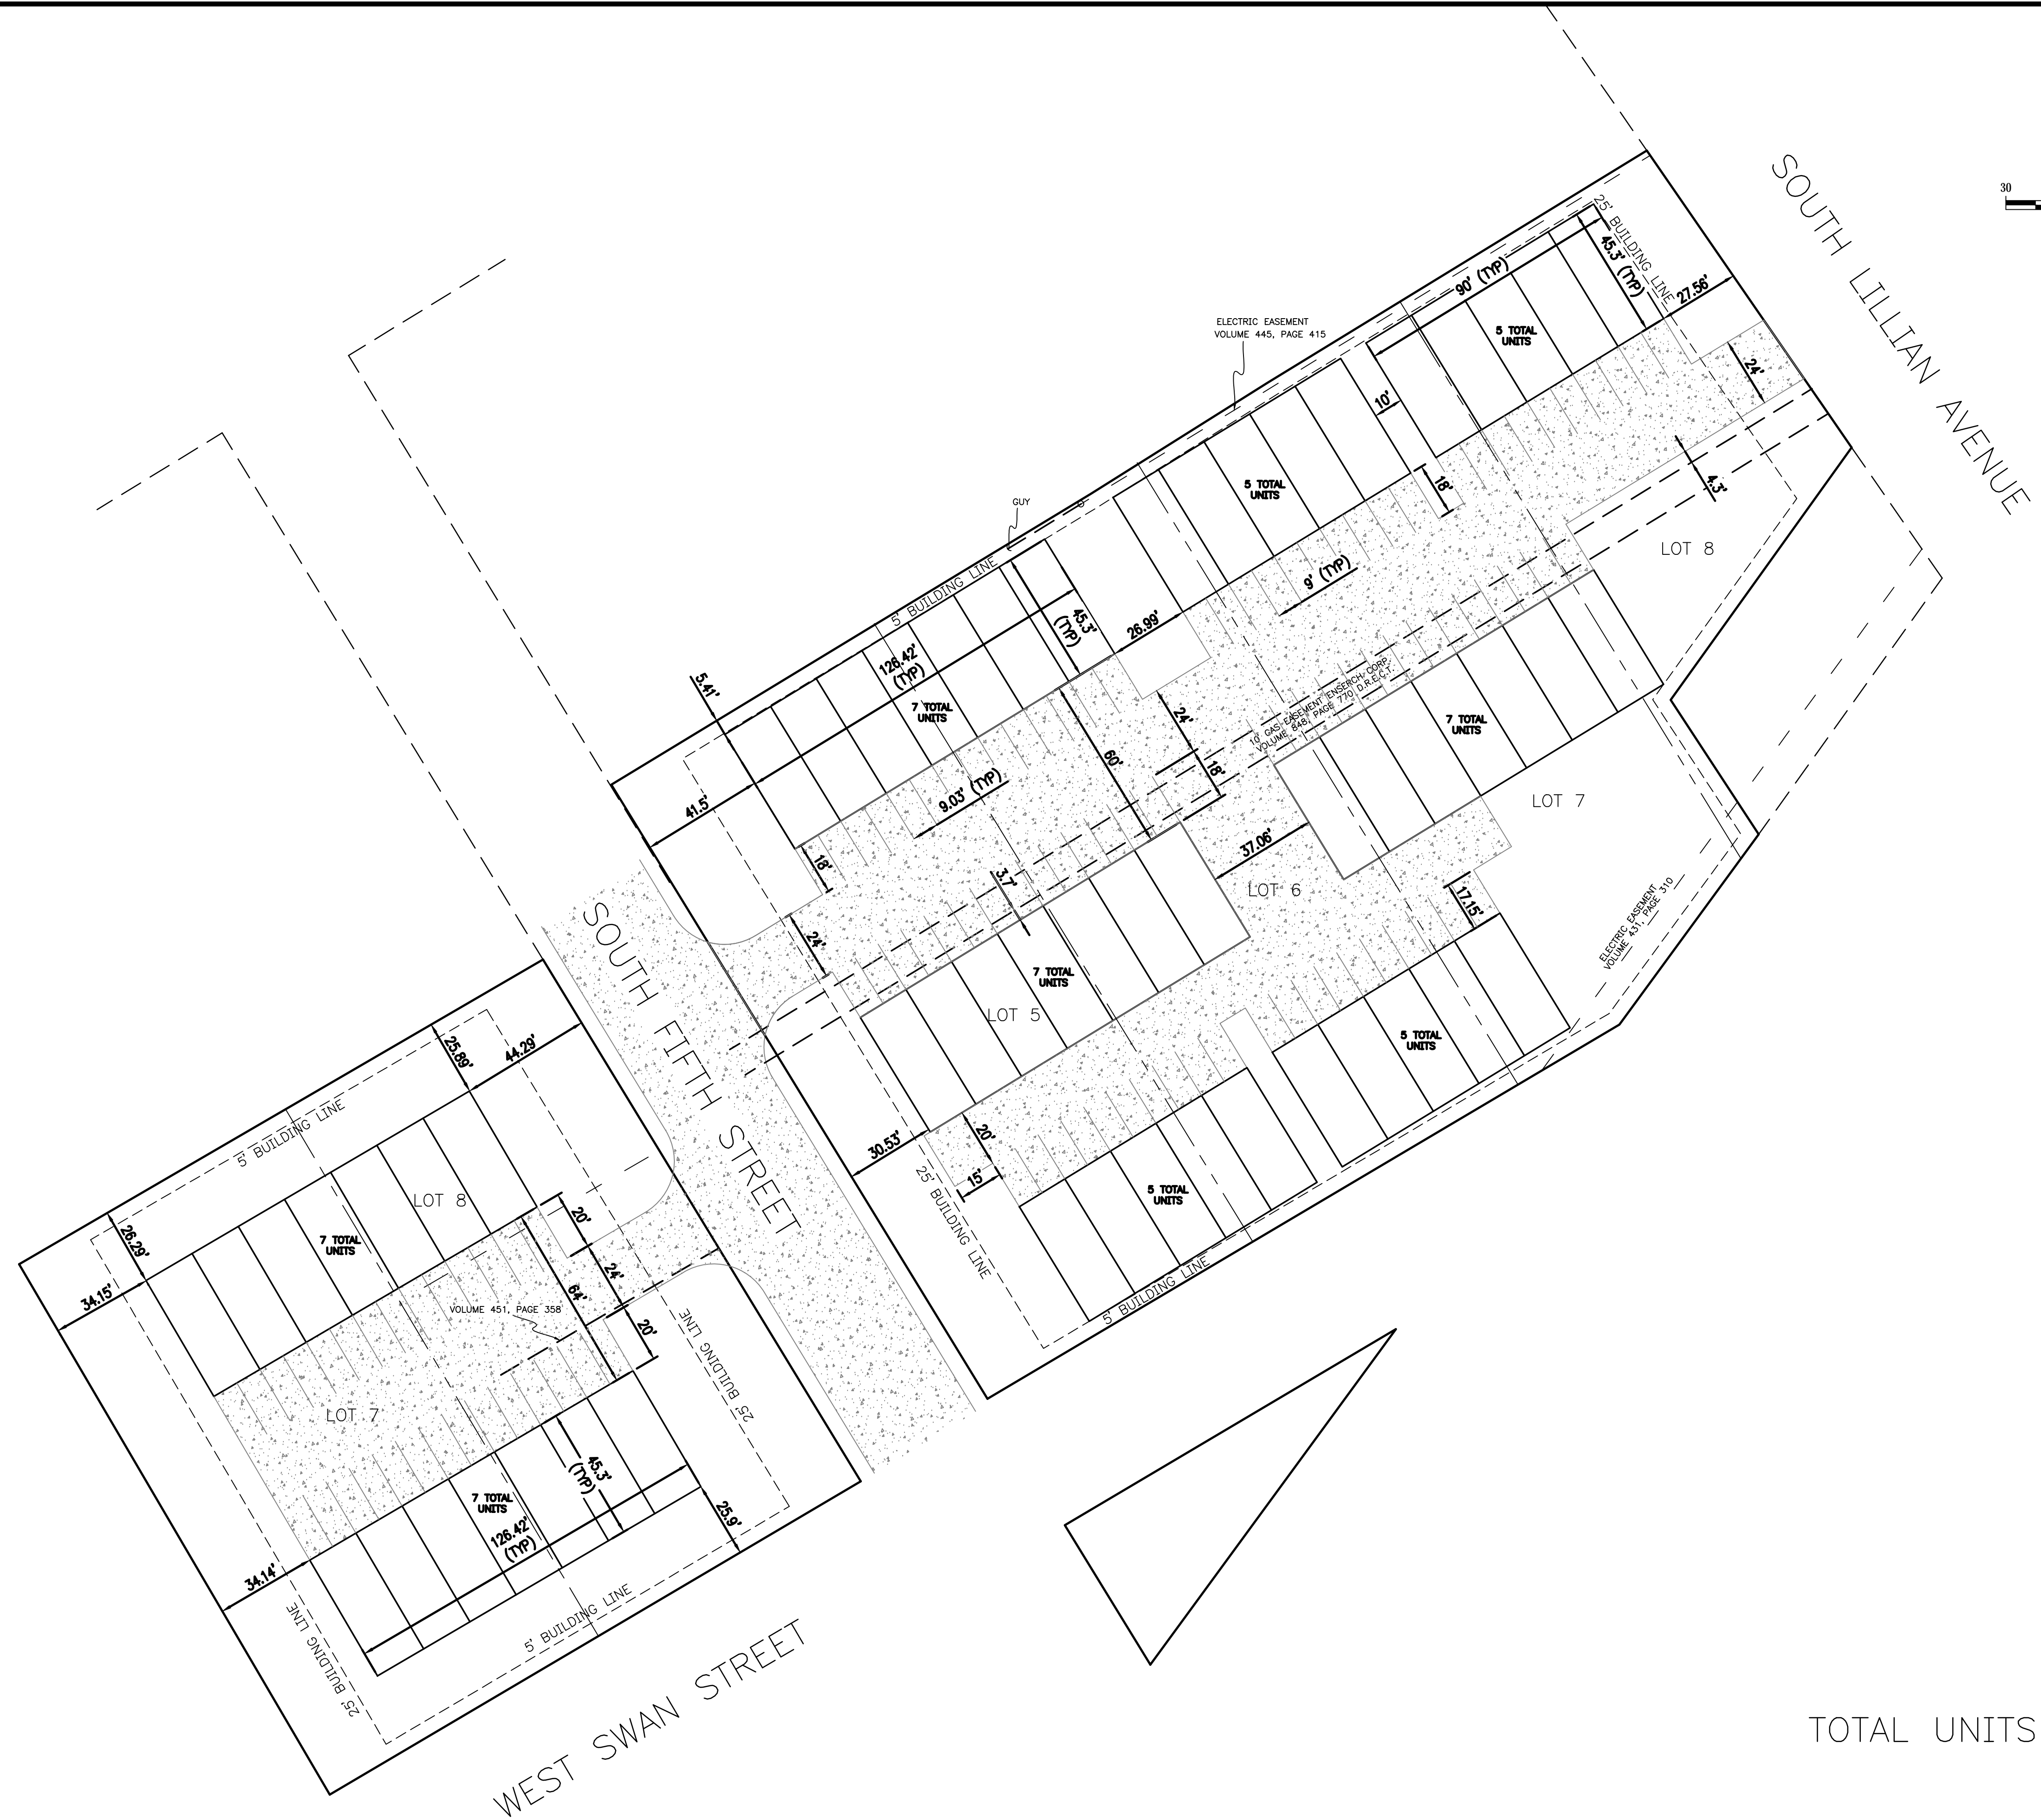 SOUTH LILLIAN AVENUE
30
25' BUILDING LINE
45.3' (TYP)
90' (TYP)
27.56'
5 TOTAL
UNITS
24'
ELECTRIC EASEMENT
VOLUME 445, PAGE 415
10'
18'
4.3'
5 TOTAL
UNITS
GUY
LOT 8
9' (TYP)
5' BUILDING LINE
45.3'
(TYP)
26.99'
126.42'
(TYP)
5.41'
7 TOTAL
UNITS
24'
60'
18'
10' GAS EASEMENT ENSERCH CORP.
VOLUME 848, PAGE 770 D.R.E.C.T.
7 TOTAL
UNITS
41.5'
9.03' (TYP)
LOT 7
37.06'
18'
3.7'
LOT 6
17.15'
ELECTRIC EASEMENT
VOLUME 431, PAGE 310
SOUTH FIFTH STREET
24'
7 TOTAL
UNITS
LOT 5
5 TOTAL
UNITS
25.89'
44.29'
5' BUILDING LINE
30.53'
20'
15'
25' BUILDING LINE
5 TOTAL
UNITS
5' BUILDING LINE
LOT 8
26.29'
7 TOTAL
UNITS
20'
24'
64'
34.15'
VOLUME 451, PAGE 358
20'
25' BUILDING LINE
LOT 7
45.3'
(TYP)
7 TOTAL
UNITS
126.42'
(TYP)
25.9'
34.14'
25' BUILDING LINE
5' BUILDING LINE
WEST SWAN STREET
TOTAL UNITS